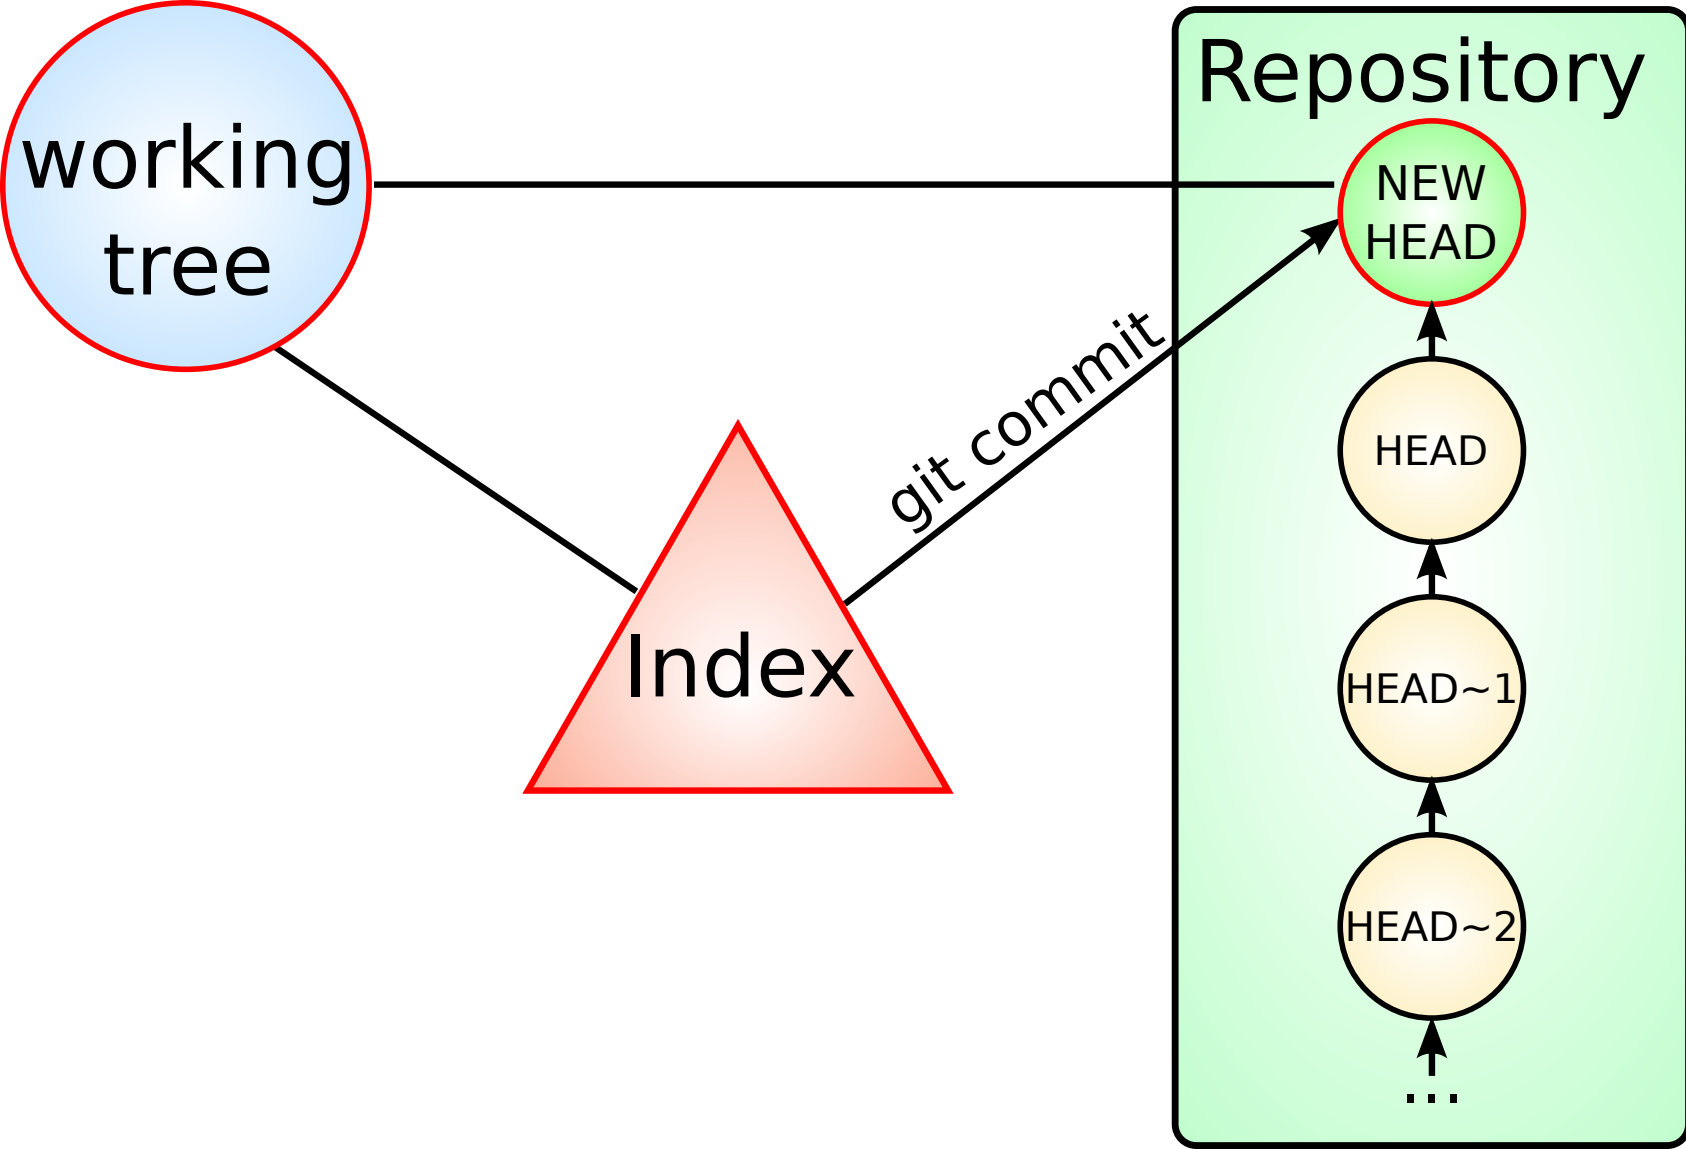 working
tree
Repository
NEW
HEAD
git commit
HEAD
Index
HEAD~1
HEAD~2
...